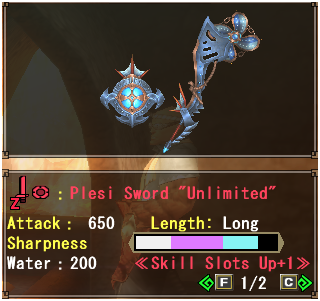 Z : Plesi Sword "Unlimited"
Attack : 650 Length: Long
Sharpness
Water : 200 ≪Skill Slots Up+1≫
F 1/2 C